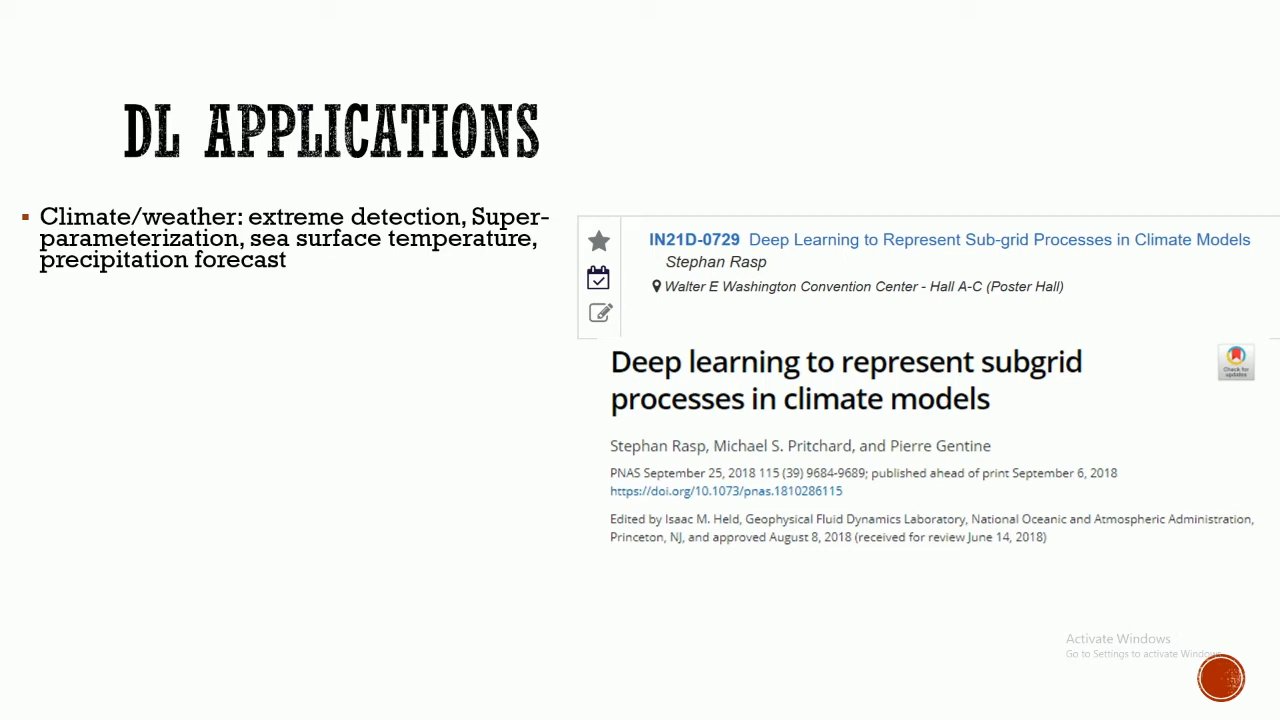 DL APPLICATIONS
▪ Climate/weather: extreme detection, Super-
parameterization, sea surface temperature,
precipitation forecast
IN21D-0729 Deep Learning to Represent Sub-grid Processes in Climate Models
Stephan Rasp
Walter E Washington Convention Center - Hall A-C (Poster Hall)
Deep learning to represent subgrid
processes in climate models
Check for
updates
Stephan Rasp, Michael S. Pritchard, and Pierre Gentine
PNAS September 25, 2018 115 (39) 9684-9689; published ahead of print September 6, 2018
https://doi.org/10.1073/pnas.1810286115
Edited by Isaac M. Held, Geophysical Fluid Dynamics Laboratory, National Oceanic and Atmospheric Administration,
Princeton, NJ, and approved August 8, 2018 (received for review June 14, 2018)
Activate Windows
Go to Settings to activate Windows.